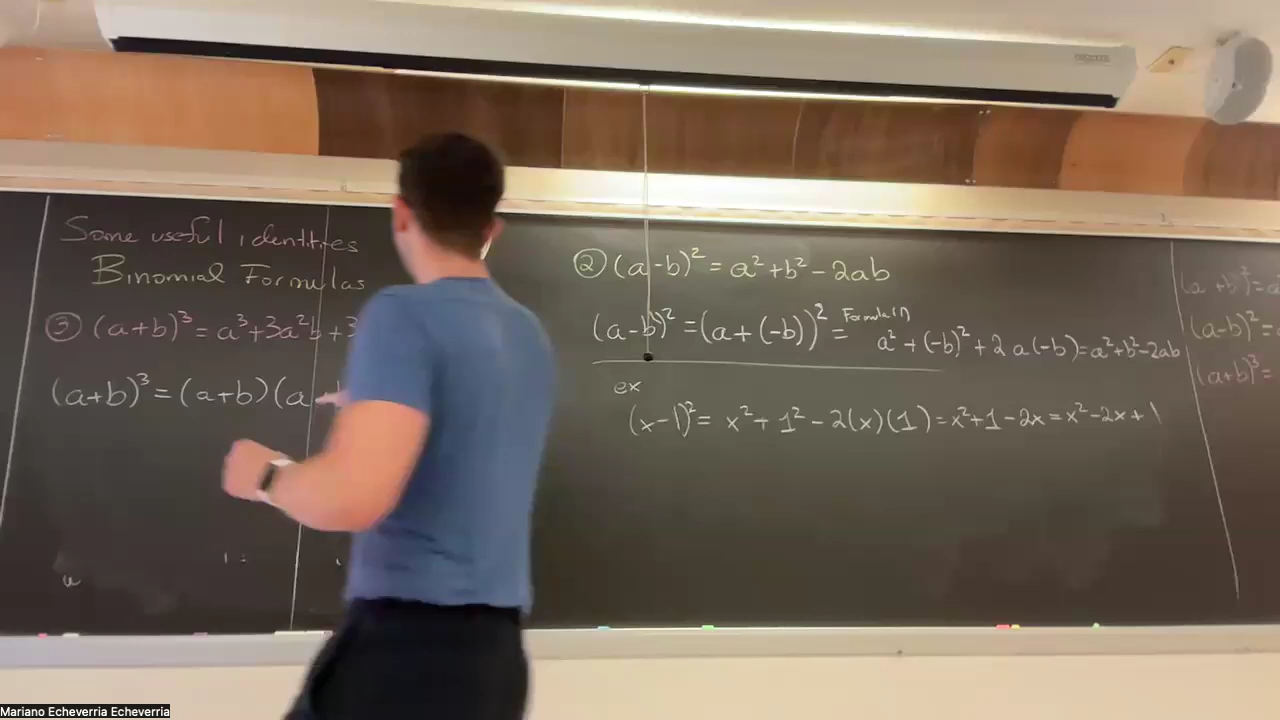 Some useful identities
Binomial Formulas
③ (a+b)³ = a³+3a²b+3
(a+b)³ = (a+b)(a+b
② (a-b)² = a²+b²-2ab
(a-b)² = (a+(-b))² = Formula (1) a²+(-b)²+2a(-b)=a²+b²-2ab
ex
(x-1)² = x²+1²-2(x)(1)=x²+1-2x=x²-2x+1
(a+b)²=a
(a-b)²=
(a+b)³=
Mariano Echeverria Echeverria